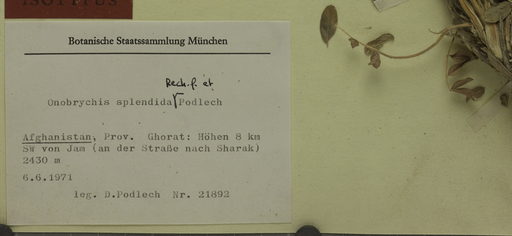 ISOTYPUS
Botanische Staatssammlung München
Rech. f. et
Onobrychis splendida Podlech
Afghanistan, Prov. Ghorat: Höhen 8 km
SW von Jam (an der Straße nach Sharak)
2430 m
6.6.1971
leg. D.Podlech Nr. 21892